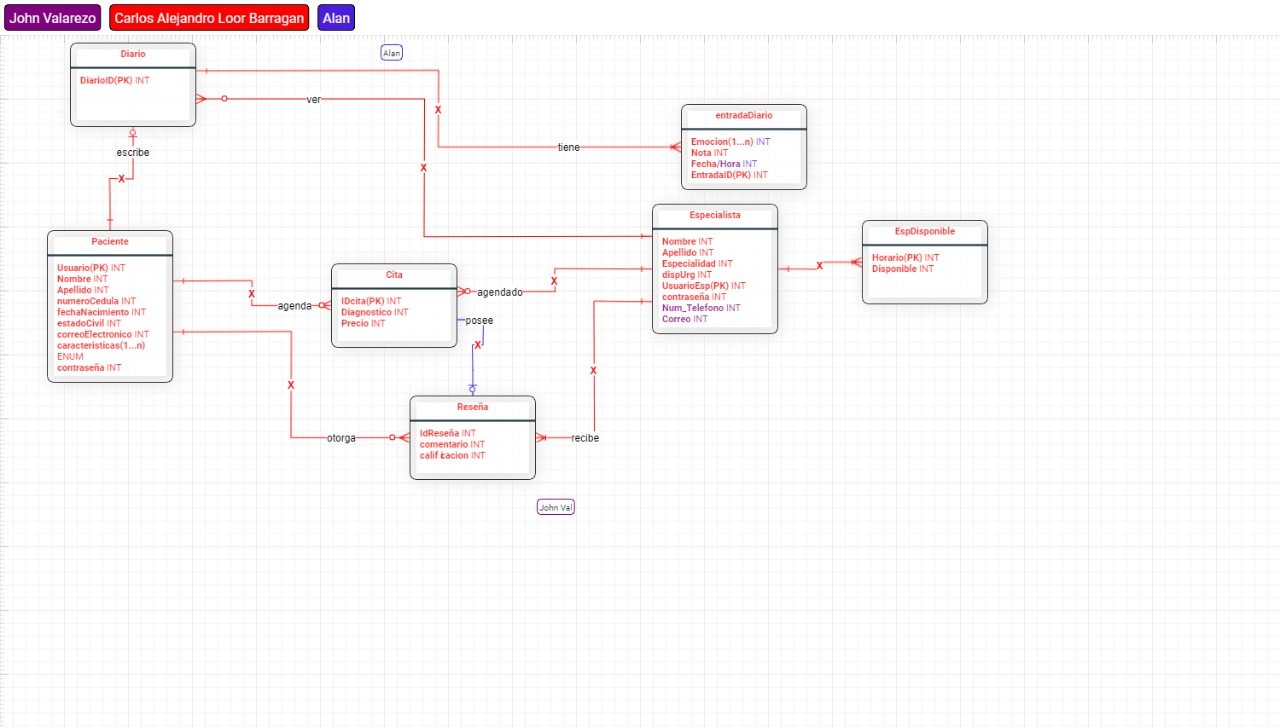 John Valarezo
Carlos Alejandro Loor Barragan
Alan
Diario
DiarioID(PK) INT
Alan
ver
X
X
escribe
X
tiene
entradaDiario
Emocion(1...n) INT
Nota INT
Fecha/Hora INT
EntradaID(PK) INT
Paciente
Usuario(PK) INT
Nombre INT
Apellido INT
numeroCedula INT
fechaNacimiento INT
estadoCivil INT
correoElectronico INT
caracteristicas(1...n)
ENUM
contraseña INT
X
agenda
Cita
IDcita(PK) INT
Diagnostico INT
Precio INT
agendado
X
posee
X
Especialista
Nombre INT
Apellido INT
Especialidad INT
dispUrg INT
UsuarioEsp(PK) INT
contraseña INT
Num_Telefono INT
Correo INT
X
EspDisponible
Horario(PK) INT
Disponible INT
X
otorga
Reseña
IdReseña INT
comentario INT
calificacion INT
X
recibe
John Val